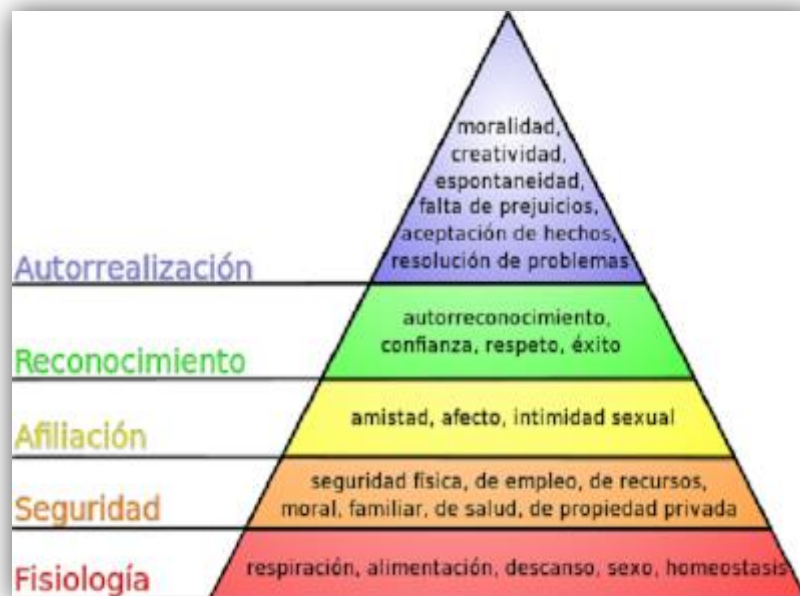 moralidad,
creatividad,
espontaneidad,
falta de prejuicios,
aceptación de hechos,
resolución de problemas
Autorrealización
autorreconocimiento,
confianza, respeto, éxito
Reconocimiento
amistad, afecto, intimidad sexual
Afiliación
seguridad física, de empleo, de recursos,
moral, familiar, de salud, de propiedad privada
Seguridad
respiración, alimentación, descanso, sexo, homeostasis
Fisiología